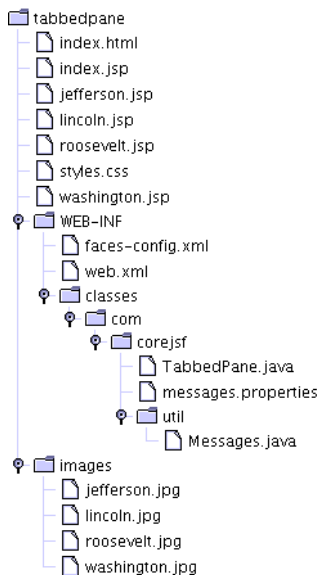 tabbedpane
index.html
index.jsp
jefferson.jsp
lincoln.jsp
roosevelt.jsp
styles.css
washington.jsp
WEB-INF
faces-config.xml
web.xml
classes
com
corejsf
TabbedPane.java
messages.properties
util
Messages.java
images
jefferson.jpg
lincoln.jpg
roosevelt.jpg
washington.jpg